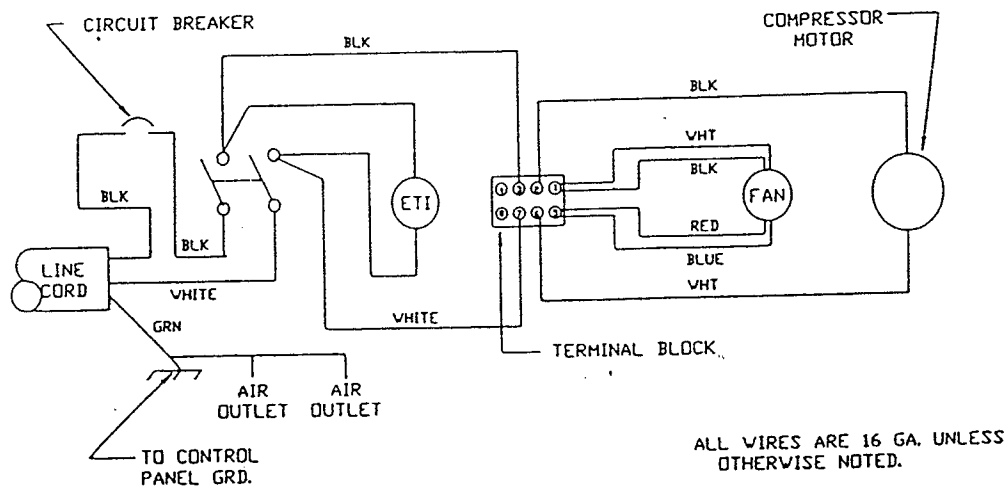 CIRCUIT BREAKER
COMPRESSOR
MOTOR
BLK
BLK
WHT
BLK
ETI
FAN
BLK
RED
BLUE
BLK
LINE
CORD
WHITE
WHT
WHITE
GRN
TERMINAL BLOCK
AIR
OUTLET
AIR
OUTLET
TO CONTROL
PANEL GRD.
ALL WIRES ARE 16 GA. UNLESS
OTHERWISE NOTED.